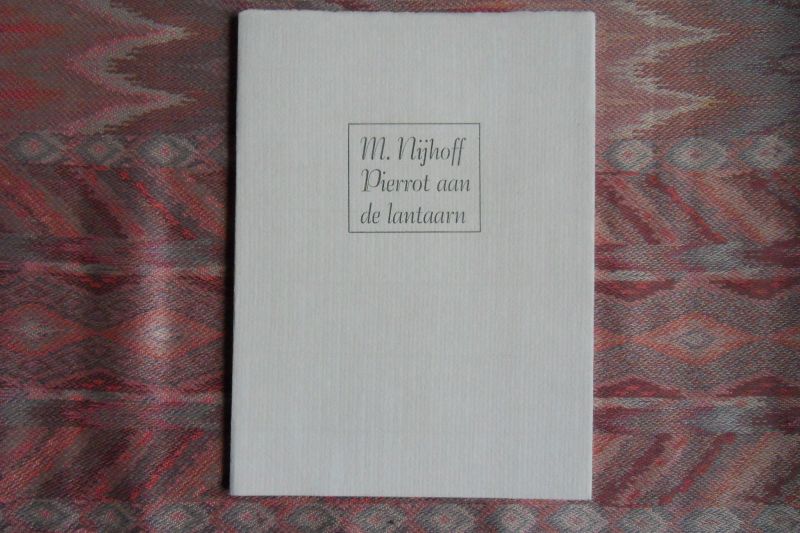 M. Nijhoff
Pierrot aan
de lantaarn